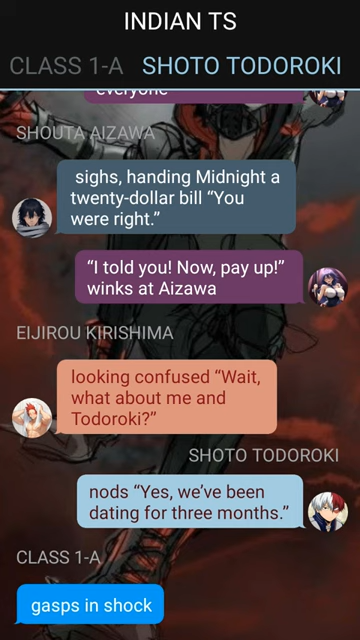 INDIAN TS
CLASS 1-A SHOTO TODOROKI
everyone
SHOUTA AIZAWA
sighs, handing Midnight a
twenty-dollar bill “You
were right.”
“I told you! Now, pay up!”
winks at Aizawa
EIJIROU KIRISHIMA
looking confused “Wait,
what about me and
Todoroki?”
SHOTO TODOROKI
nods “Yes, we’ve been
dating for three months.”
CLASS 1-A
gasps in shock